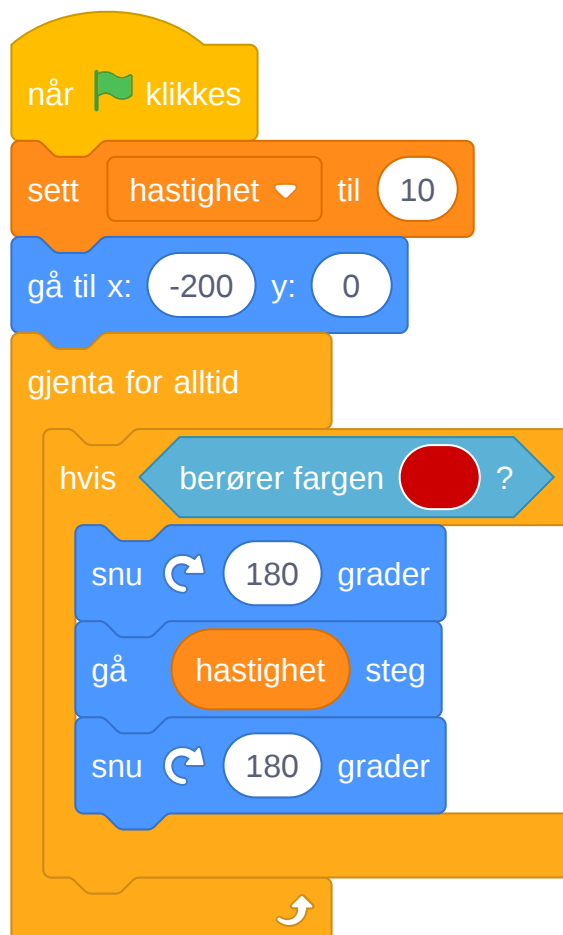 når klikkes
sett hastighet til 10
gå til x: -200 y: 0
gjenta for alltid
hvis berører fargen ?
snu 180 grader
gå hastighet steg
snu 180 grader